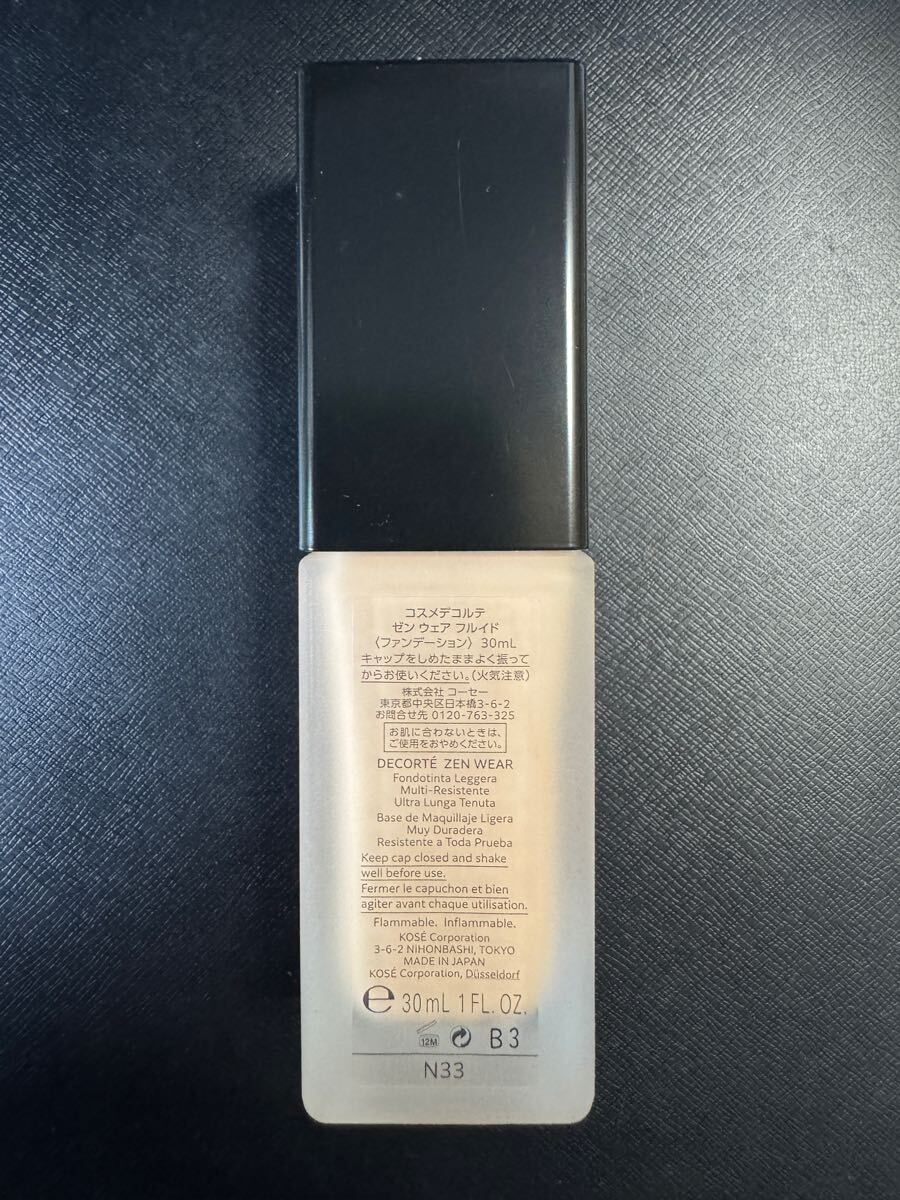 コスメデコルテ
ゼン ウェア フルイド
〈ファンデーション〉 30mL
キャップをしめたままよく振って
からお使いください。(火気注意)
株式会社 コーセー
東京都中央区日本橋3-6-2
お問合せ先 0120-763-325
お肌に合わないときは、
ご使用をおやめください。
DECORTÉ ZEN WEAR
Fondotinta Leggera
Multi-Resistente
Ultra Lunga Tenuta
Base de Maquillaje Ligera
Muy Duradera
Resistente a Toda Prueba
Keep cap closed and shake
well before use.
Fermer le capuchon et bien
agiter avant chaque utilisation.
Flammable. Inflammable.
KOSÉ Corporation
3-6-2 NIHONBASHI, TOKYO
MADE IN JAPAN
KOSÉ Corporation, Düsseldorf
℮ 30mL 1 FL. OZ.
12M B3
N33